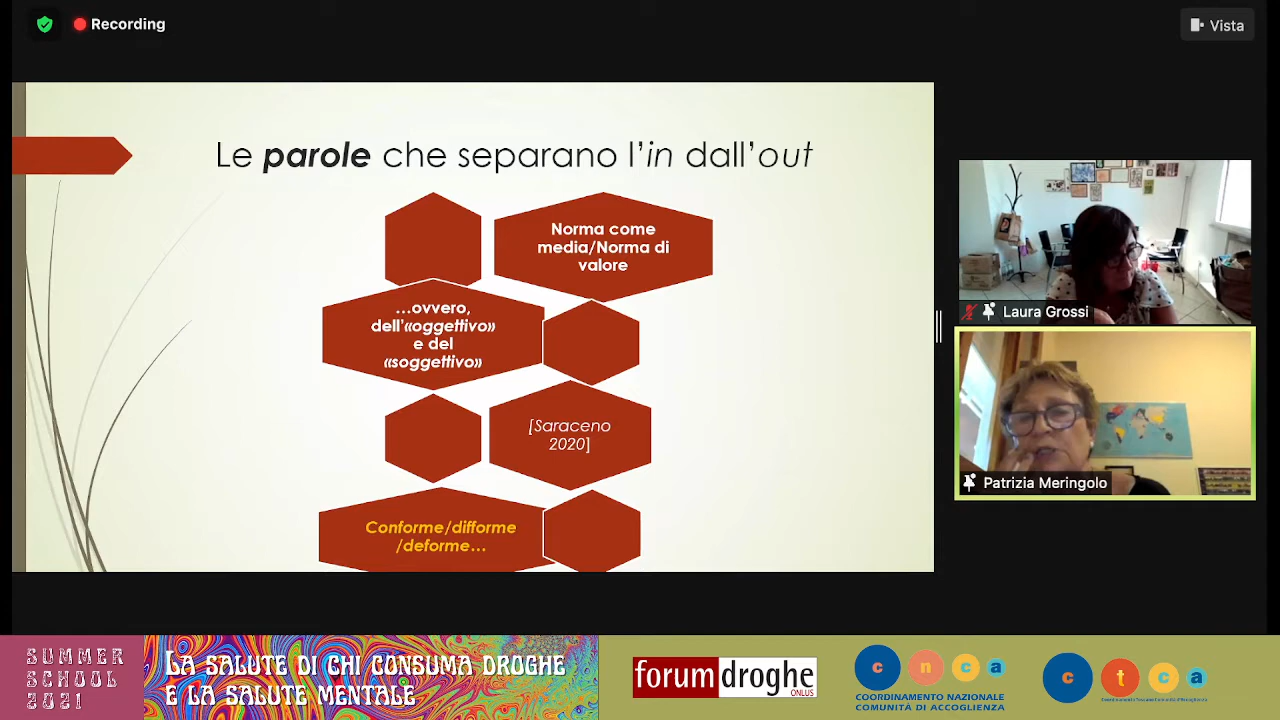 Recording
Vista
Le parole che separano l’in dall’out
Norma come
media/Norma di
valore
...ovvero,
dell’«oggettivo»
e del
«soggettivo»
[Saraceno
2020]
Conforme/difforme
/deforme...
Laura Grossi
Patrizia Meringolo
SUMMER
SCHOOL
2021
LA SALUTE DI CHI CONSUMA DROGHE
E LA SALUTE MENTALE
forumdroghe
ONLUS
c n c a
COORDINAMENTO NAZIONALE
COMUNITÀ DI ACCOGLIENZA
c t c a